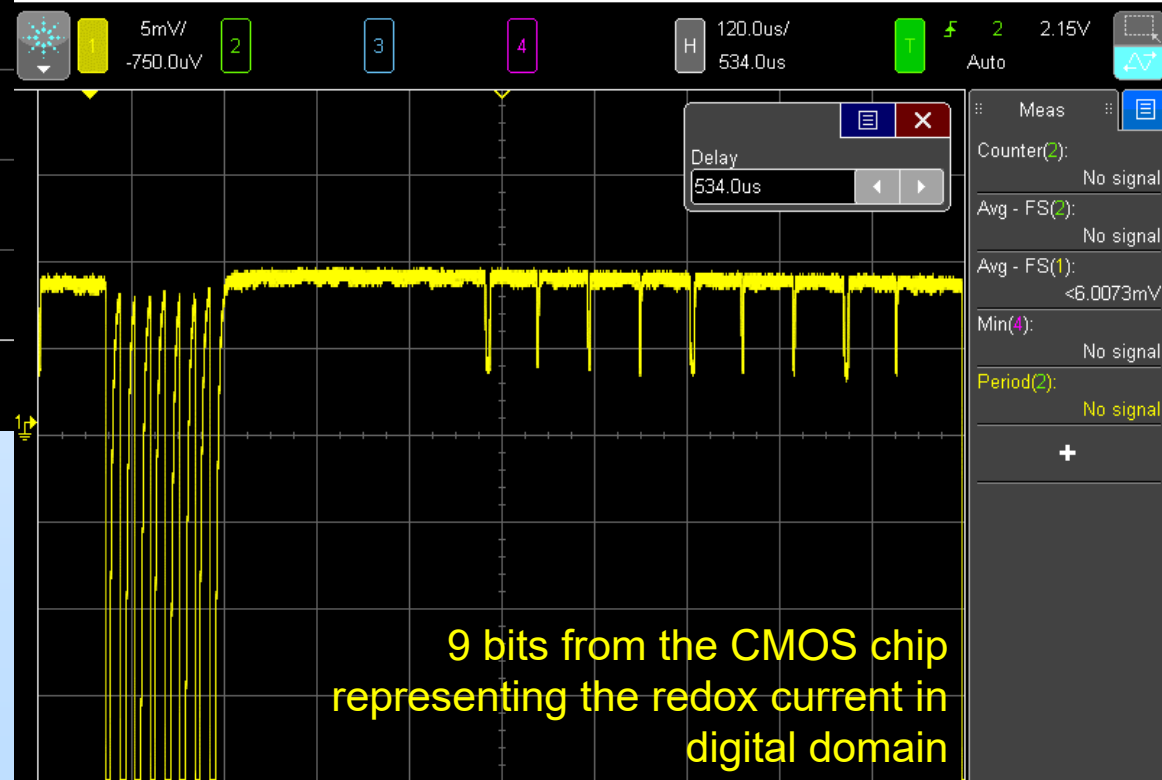 1
5mV/
-750.0uV
2
3
4
H
120.0us/
534.0us
T
2
2.15V
Auto
Delay
534.0us
Meas
Counter(2):
No signal
Avg - FS(2):
No signal
Avg - FS(1):
<6.0073mV
Min(4):
No signal
Period(2):
No signal
1
9 bits from the CMOS chip
representing the redox current in
digital domain